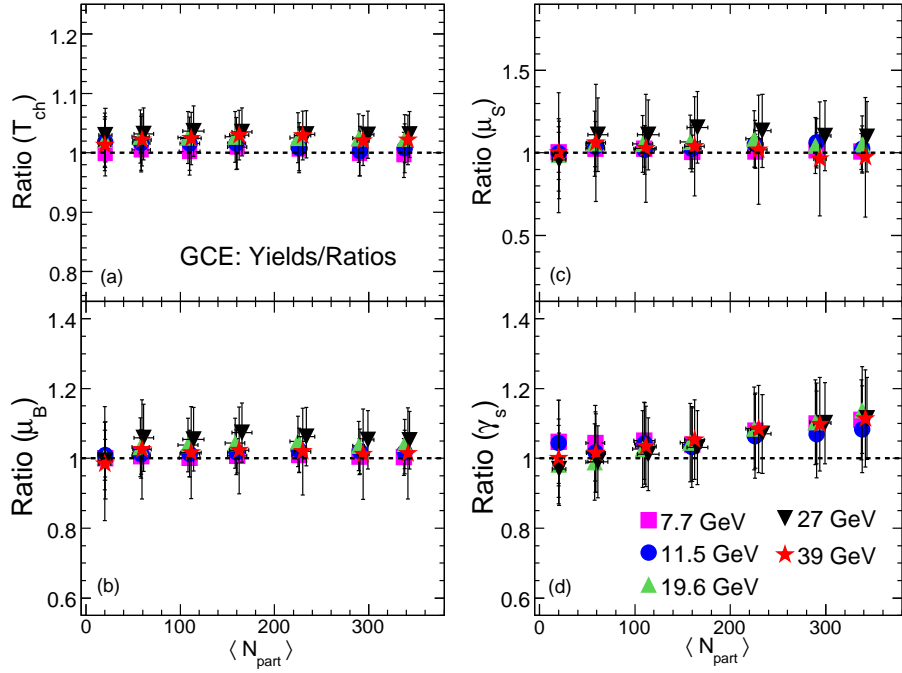 1.2
1.1
1
0.9
0.8
Ratio (T_ch)
GCE: Yields/Ratios
(a)
1.5
1
0.5
Ratio (μ_S)
(c)
1.4
1.2
1
0.8
0.6
Ratio (μ_B)
(b)
0 100 200 300
⟨ N_part ⟩
1.4
1.2
1
0.8
0.6
Ratio (γ_s)
7.7 GeV
11.5 GeV
19.6 GeV
27 GeV
39 GeV
(d)
0 100 200 300
⟨ N_part ⟩